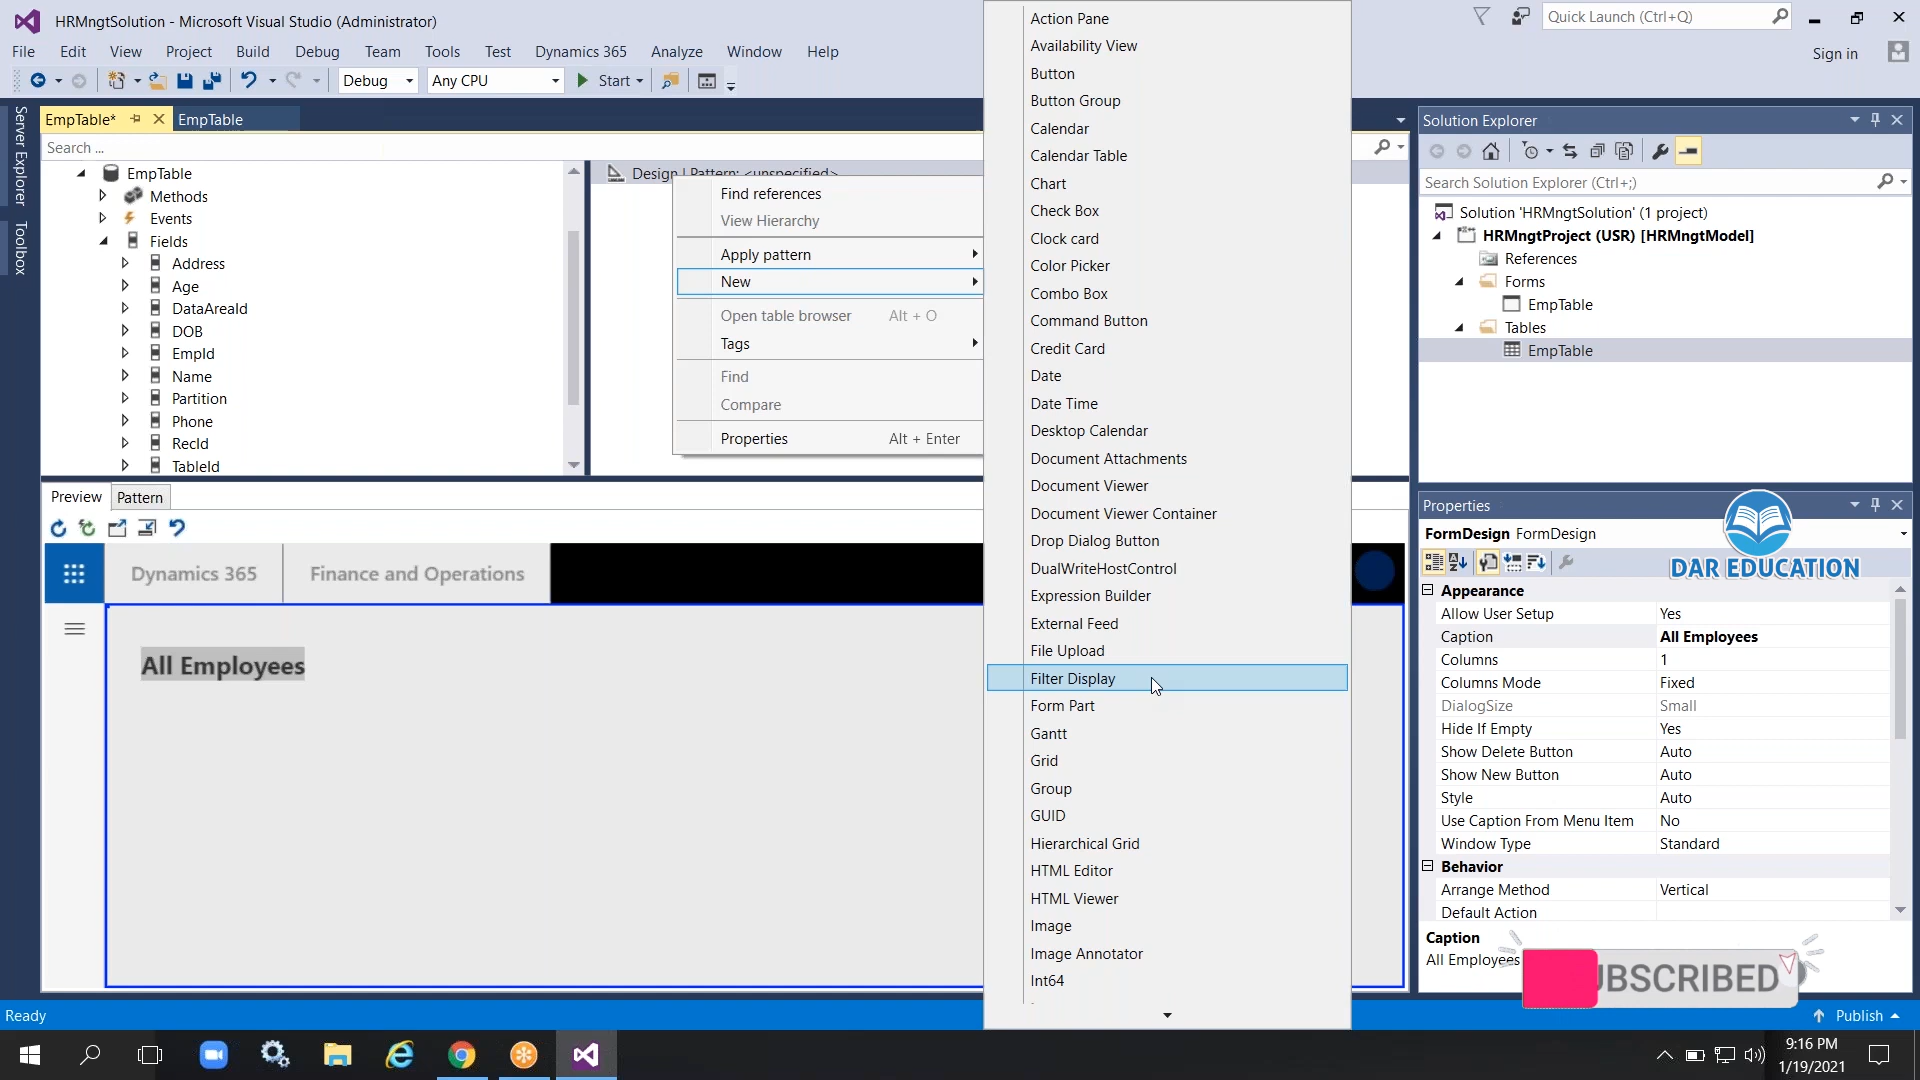 HRMngtSolution - Microsoft Visual Studio (Administrator)
Quick Launch (Ctrl+Q)
File Edit View Project Build Debug Team Tools Test Dynamics 365 Analyze Window Help
Sign in
Debug Any CPU Start
Server Explorer
Toolbox
EmpTable* EmpTable
Search ...
EmpTable
Methods
Events
Fields
Address
Age
DataAreaId
DOB
EmpId
Name
Partition
Phone
RecId
TableId
Design | Pattern: <unspecified>
Find references
View Hierarchy
Apply pattern
New
Open table browser Alt + O
Tags
Find
Compare
Properties Alt + Enter
Action Pane
Availability View
Button
Button Group
Calendar
Calendar Table
Chart
Check Box
Clock card
Color Picker
Combo Box
Command Button
Credit Card
Date
Date Time
Desktop Calendar
Document Attachments
Document Viewer
Document Viewer Container
Drop Dialog Button
DualWriteHostControl
Expression Builder
External Feed
File Upload
Filter Display
Form Part
Gantt
Grid
Group
GUID
Hierarchical Grid
HTML Editor
HTML Viewer
Image
Image Annotator
Int64
Preview Pattern
Dynamics 365 Finance and Operations
All Employees
Solution Explorer
Search Solution Explorer (Ctrl+;)
Solution 'HRMngtSolution' (1 project)
HRMngtProject (USR) [HRMngtModel]
References
Forms
EmpTable
Tables
EmpTable
Properties
FormDesign FormDesign
DAR EDUCATION
Appearance
Allow User Setup Yes
Caption All Employees
Columns 1
Columns Mode Fixed
DialogSize Small
Hide If Empty Yes
Show Delete Button Auto
Show New Button Auto
Style Auto
Use Caption From Menu Item No
Window Type Standard
Behavior
Arrange Method Vertical
Default Action
Caption
All Employees
UBSCRIBED
Ready
Publish
9:16 PM
1/19/2021